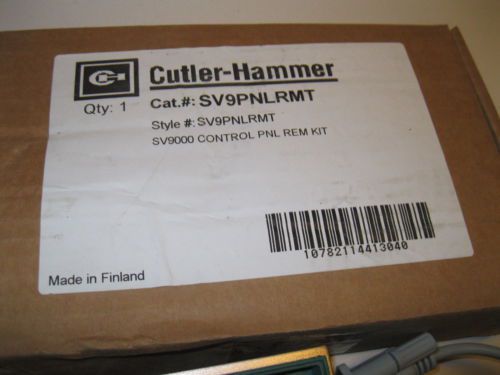 Cutler-Hammer
Qty: 1
Cat.#: SV9PNLRMT
Style #: SV9PNLRMT
SV9000 CONTROL PNL REM KIT
10782114413040
Made in Finland